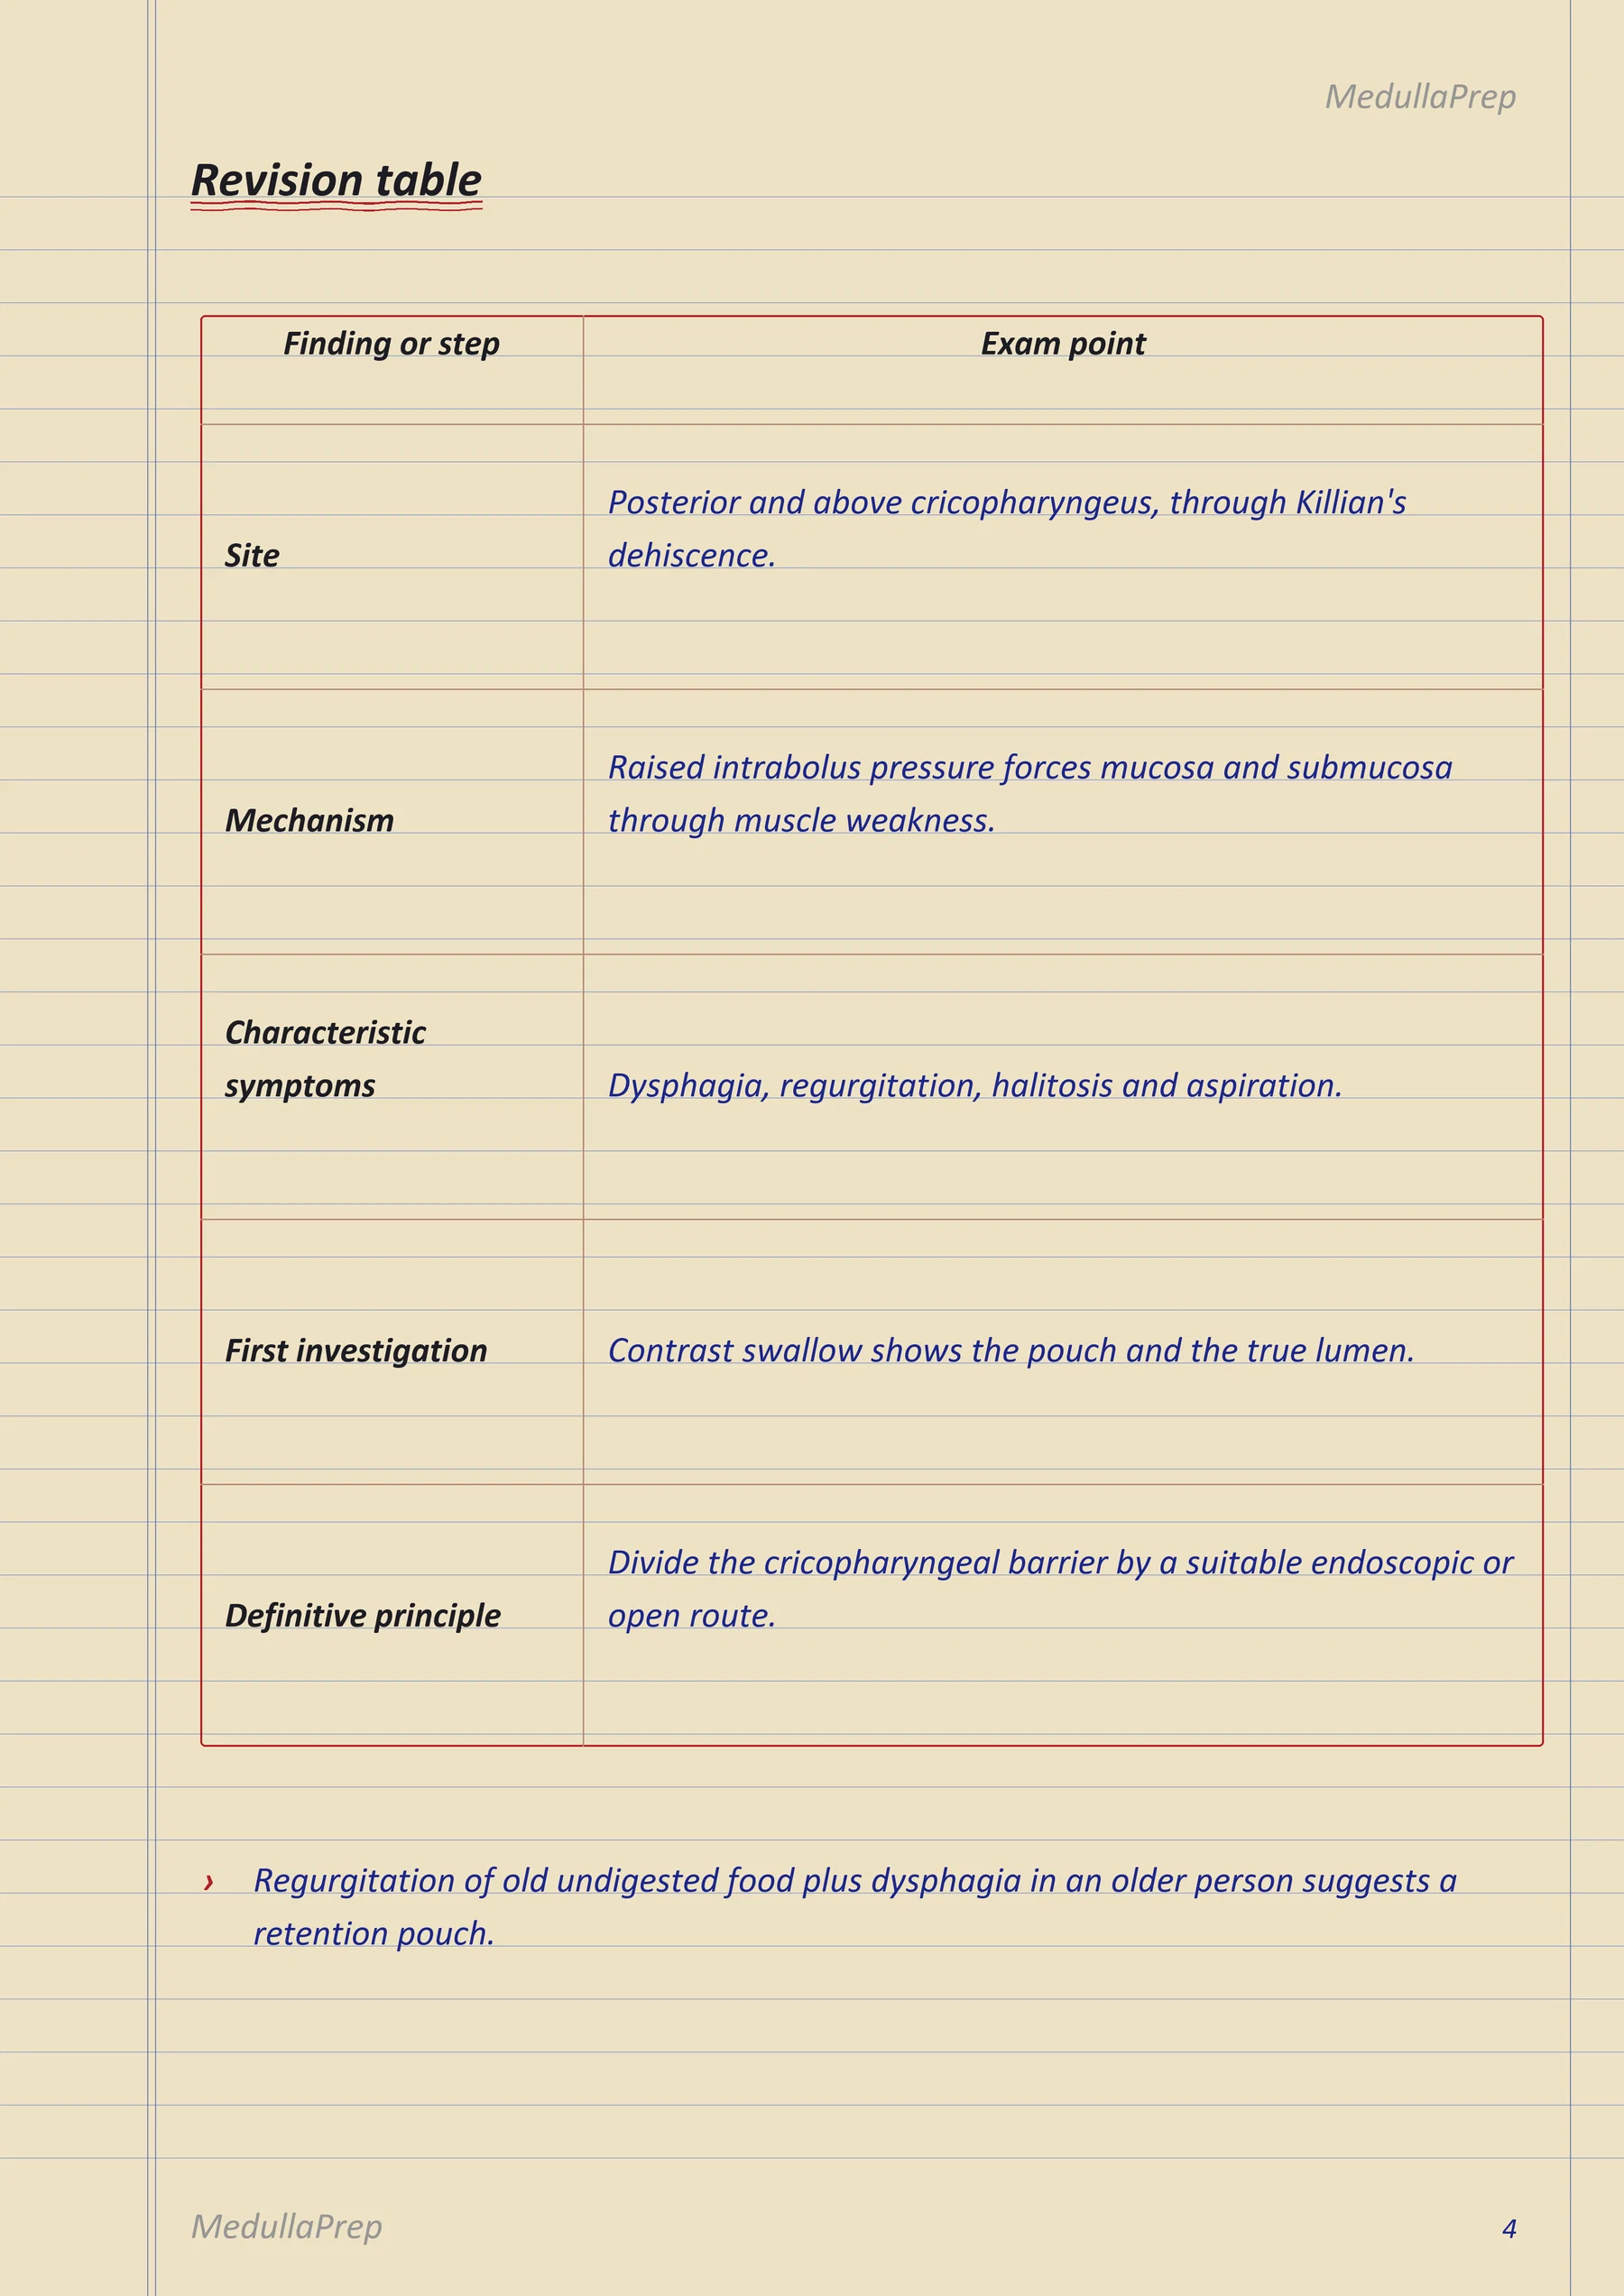 MedullaPrep
Revision table
Finding or step
Exam point
Site
Posterior and above cricopharyngeus, through Killian's
dehiscence.
Mechanism
Raised intrabolus pressure forces mucosa and submucosa
through muscle weakness.
Characteristic
symptoms
Dysphagia, regurgitation, halitosis and aspiration.
First investigation
Contrast swallow shows the pouch and the true lumen.
Definitive principle
Divide the cricopharyngeal barrier by a suitable endoscopic or
open route.
› Regurgitation of old undigested food plus dysphagia in an older person suggests a
retention pouch.
MedullaPrep
4